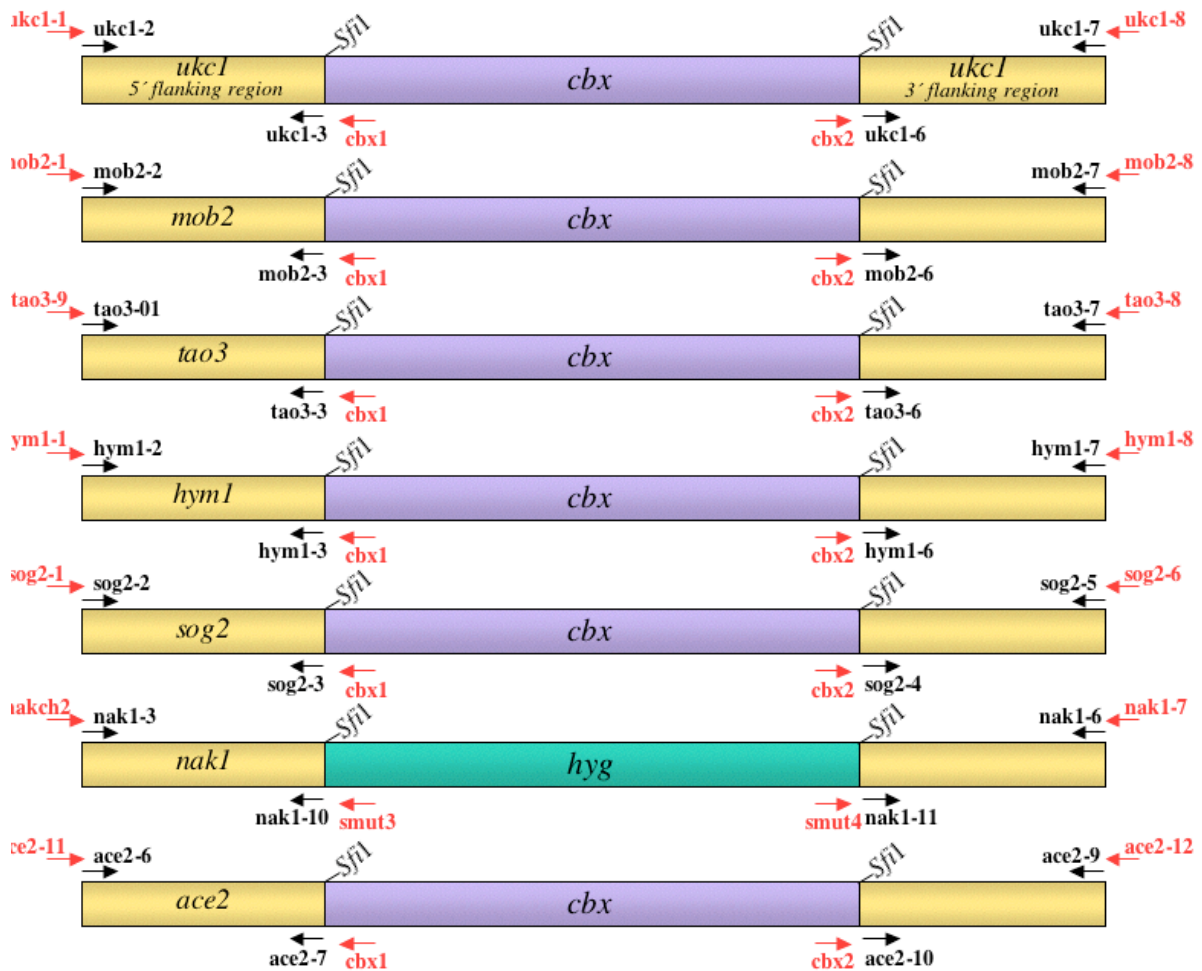 ukc1-1 ukc1-2 SfiI SfiI ukc1-7 ukc1-8
ukc1 cbx ukc1
5´ flanking region 3´ flanking region
ukc1-3 cbx1 cbx2 ukc1-6
mob2-1 mob2-2 SfiI SfiI mob2-7 mob2-8
mob2 cbx
mob2-3 cbx1 cbx2 mob2-6
tao3-9 tao3-01 SfiI SfiI tao3-7 tao3-8
tao3 cbx
tao3-3 cbx1 cbx2 tao3-6
ym1-1 hym1-2 SfiI SfiI hym1-7 hym1-8
hym1 cbx
hym1-3 cbx1 cbx2 hym1-6
sog2-1 sog2-2 SfiI SfiI sog2-5 sog2-6
sog2 cbx
sog2-3 cbx1 cbx2 sog2-4
nakch2 nak1-3 SfiI SfiI nak1-6 nak1-7
nak1 hyg
nak1-10 smut3 smut4 nak1-11
ce2-11 ace2-6 SfiI SfiI ace2-9 ace2-12
ace2 cbx
ace2-7 cbx1 cbx2 ace2-10